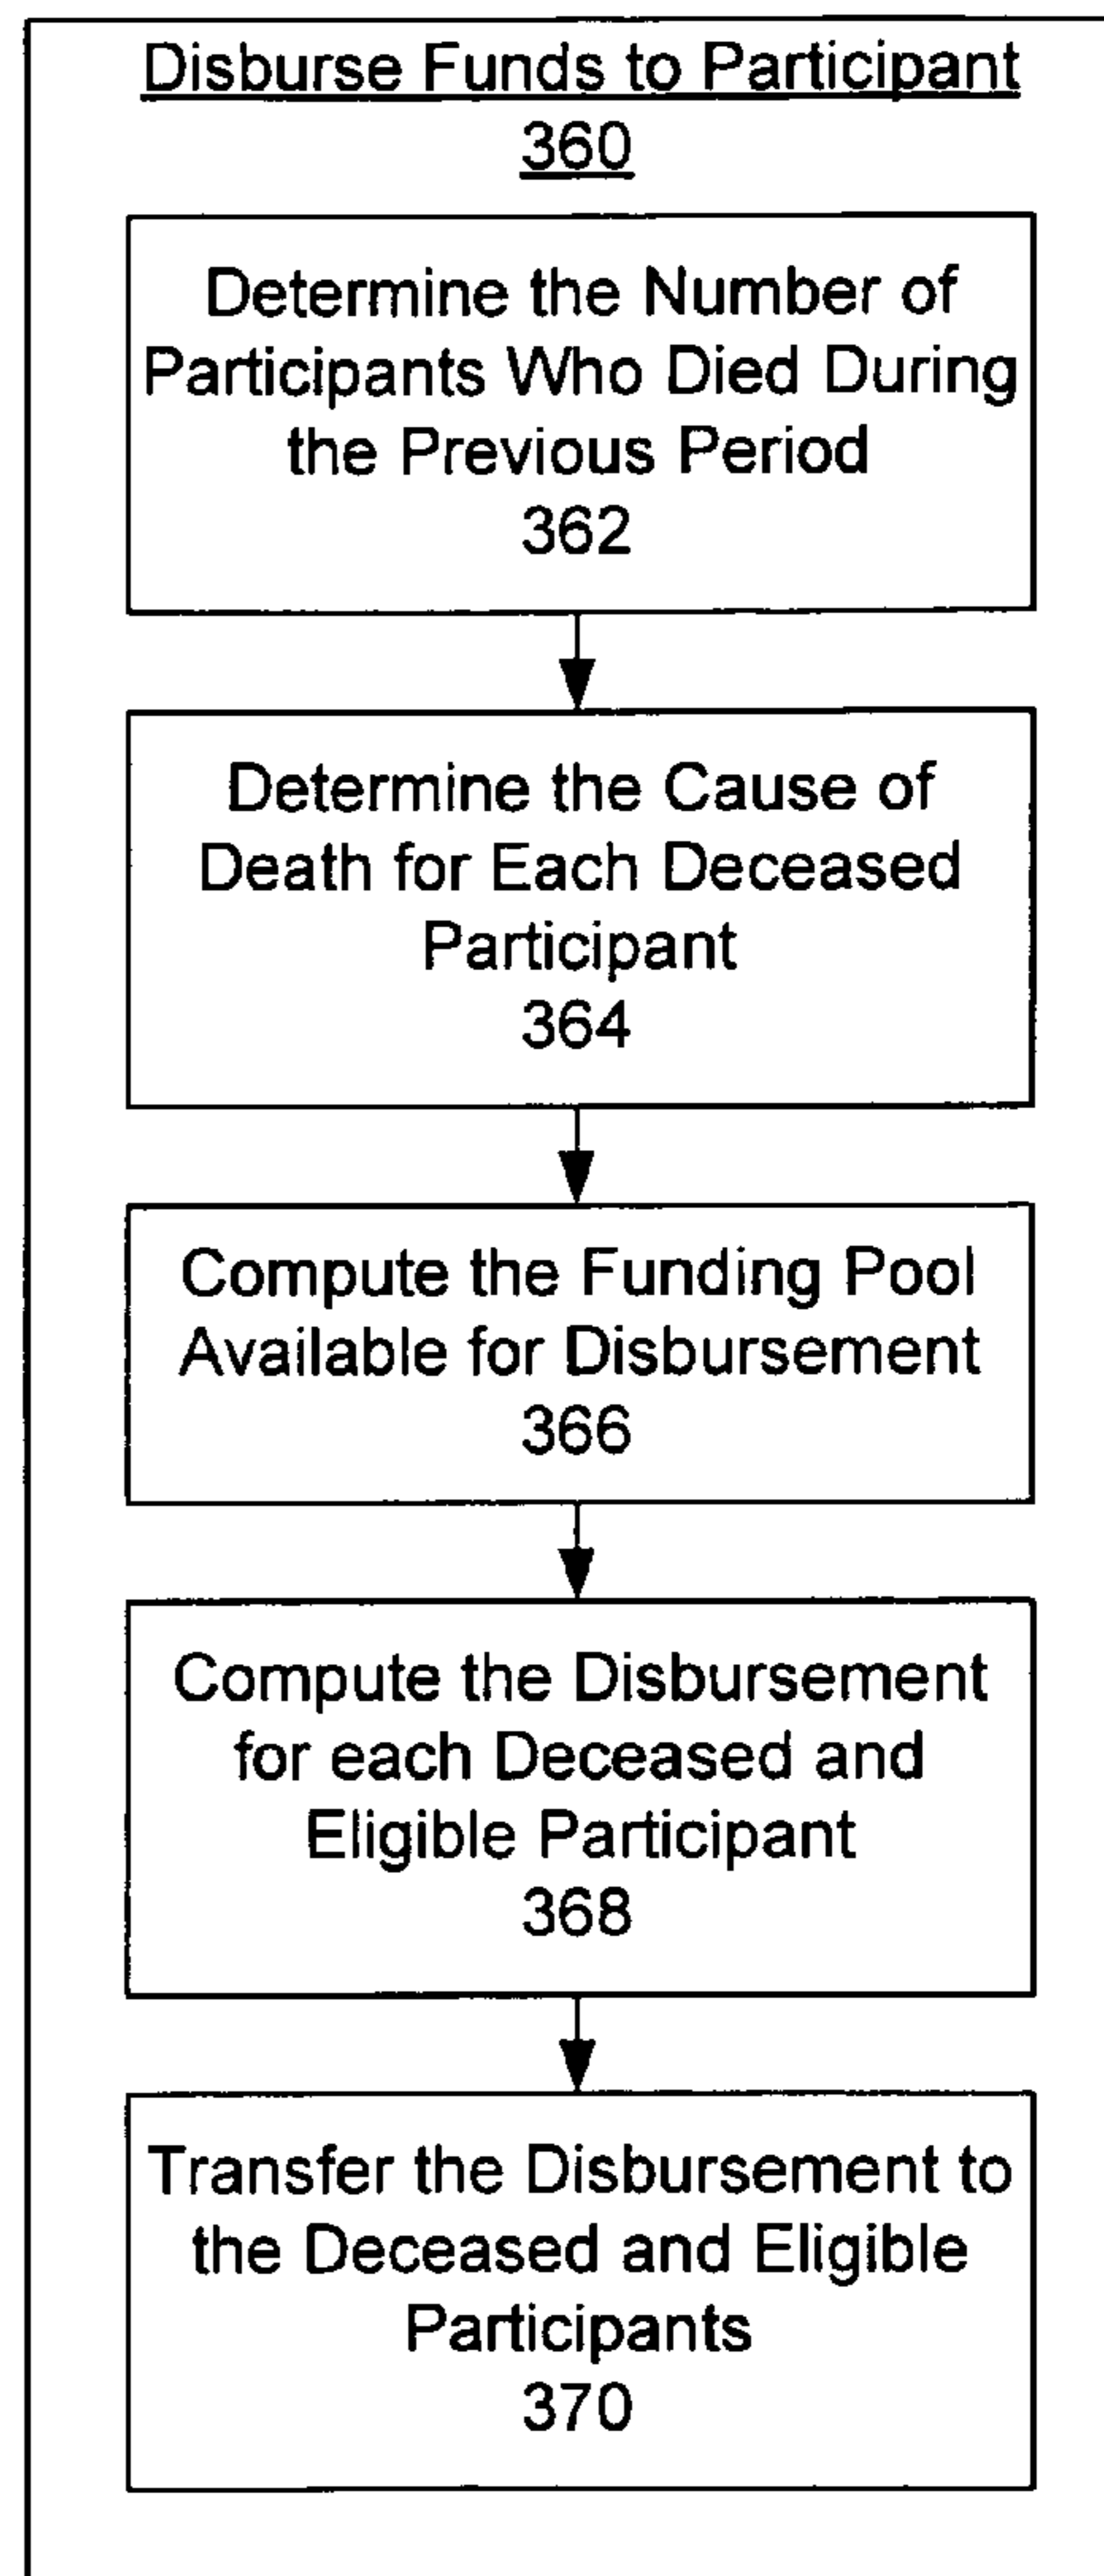 Disburse Funds to Participant
360
Determine the Number of
Participants Who Died During
the Previous Period
362
Determine the Cause of
Death for Each Deceased
Participant
364
Compute the Funding Pool
Available for Disbursement
366
Compute the Disbursement
for each Deceased and
Eligible Participant
368
Transfer the Disbursement to
the Deceased and Eligible
Participants
370